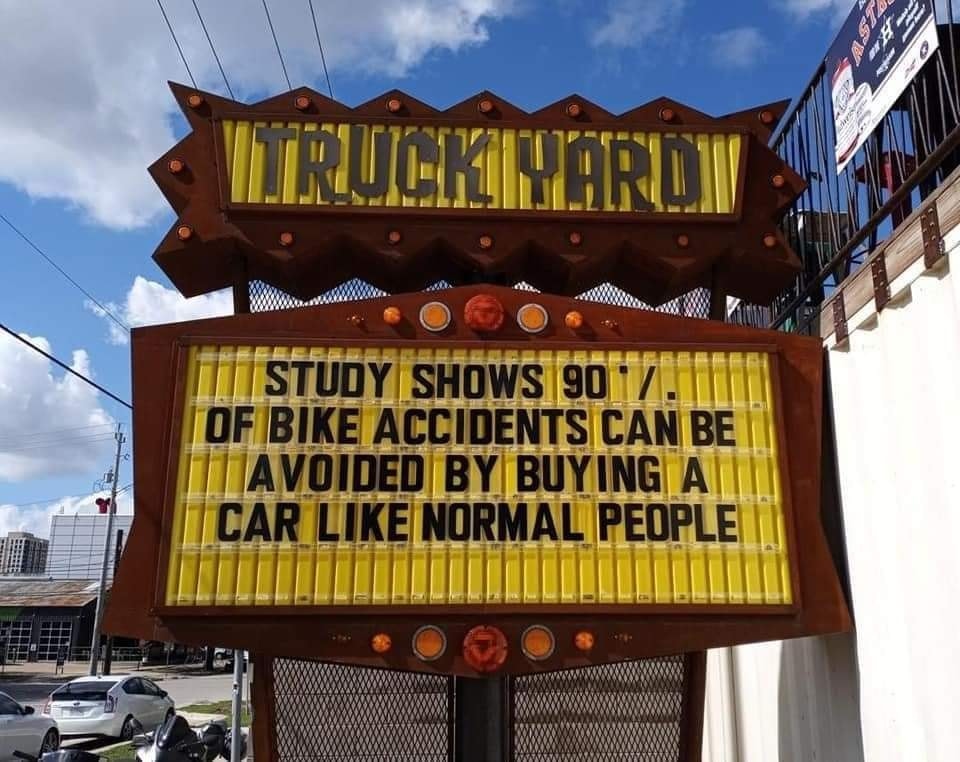 TRUCK YARD
STUDY SHOWS 90 %
OF BIKE ACCIDENTS CAN BE
AVOIDED BY BUYING A
CAR LIKE NORMAL PEOPLE